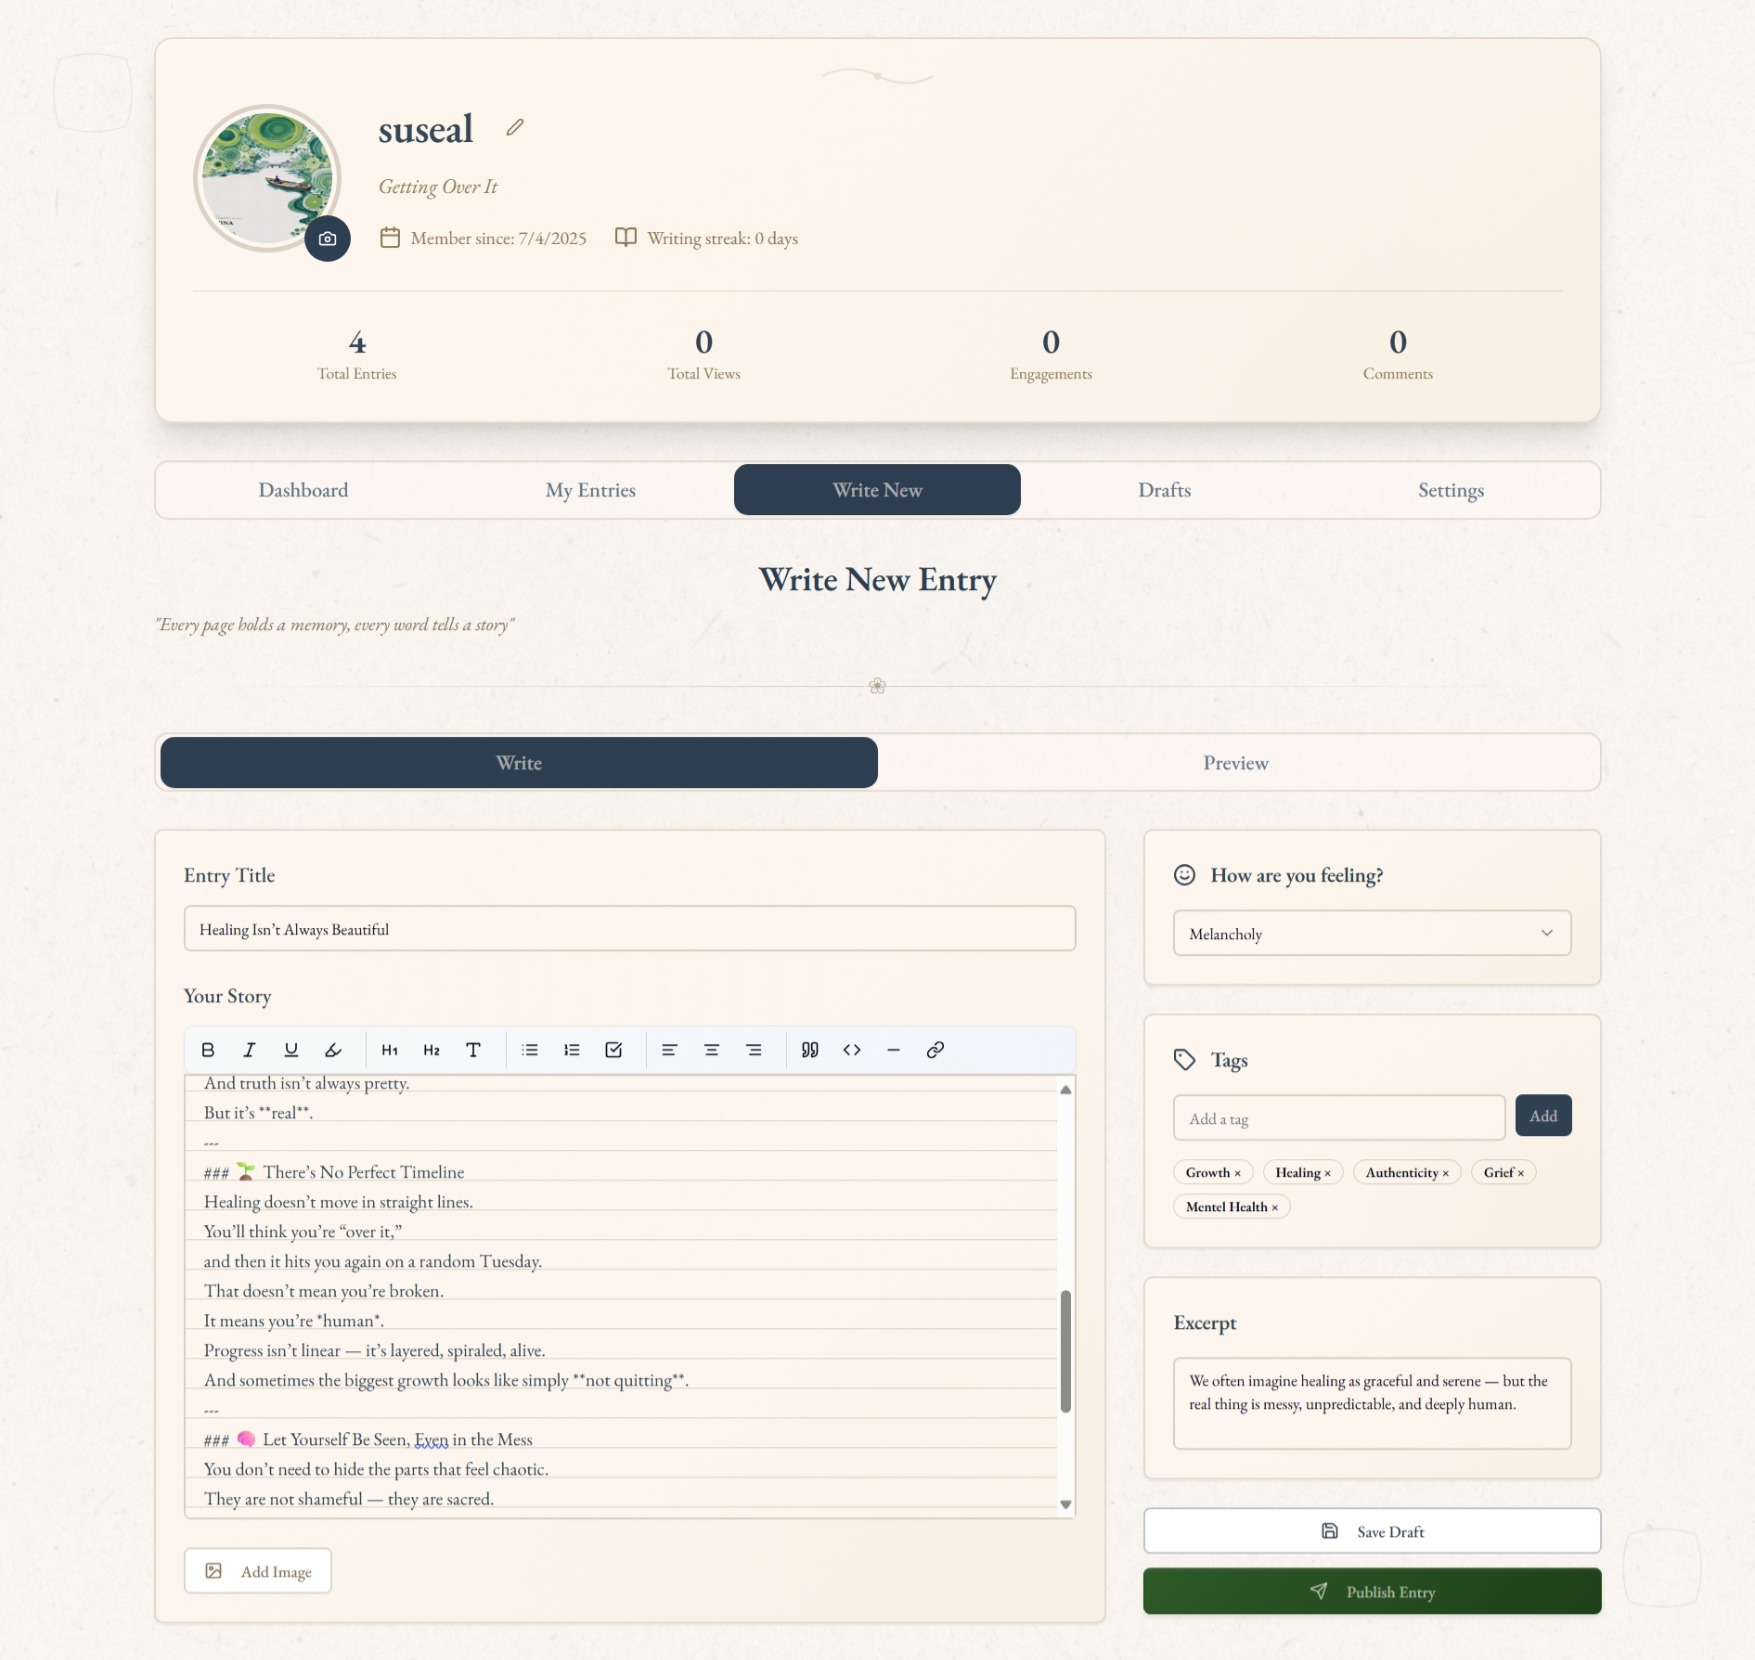 suseal
Getting Over It
Member since: 7/4/2025 Writing streak: 0 days
4 0 0 0
Total Entries Total Views Engagements Comments
Dashboard My Entries Write New Drafts Settings
Write New Entry
"Every page holds a memory, every word tells a story"
Write Preview
Entry Title
Healing Isn’t Always Beautiful
Your Story
H1 H2
And truth isn’t always pretty.
But it’s **real**.
---
### 🌱 There’s No Perfect Timeline
Healing doesn’t move in straight lines.
You’ll think you’re “over it,”
and then it hits you again on a random Tuesday.
That doesn’t mean you’re broken.
It means you’re *human*.
Progress isn’t linear — it’s layered, spiraled, alive.
And sometimes the biggest growth looks like simply **not quitting**.
---
### 🧠 Let Yourself Be Seen, Even in the Mess
You don’t need to hide the parts that feel chaotic.
They are not shameful — they are sacred.
Add Image
How are you feeling?
Melancholy
Tags
Add a tag Add
Growth × Healing × Authenticity × Grief ×
Mentel Health ×
Excerpt
We often imagine healing as graceful and serene — but the
real thing is messy, unpredictable, and deeply human.
Save Draft
Publish Entry